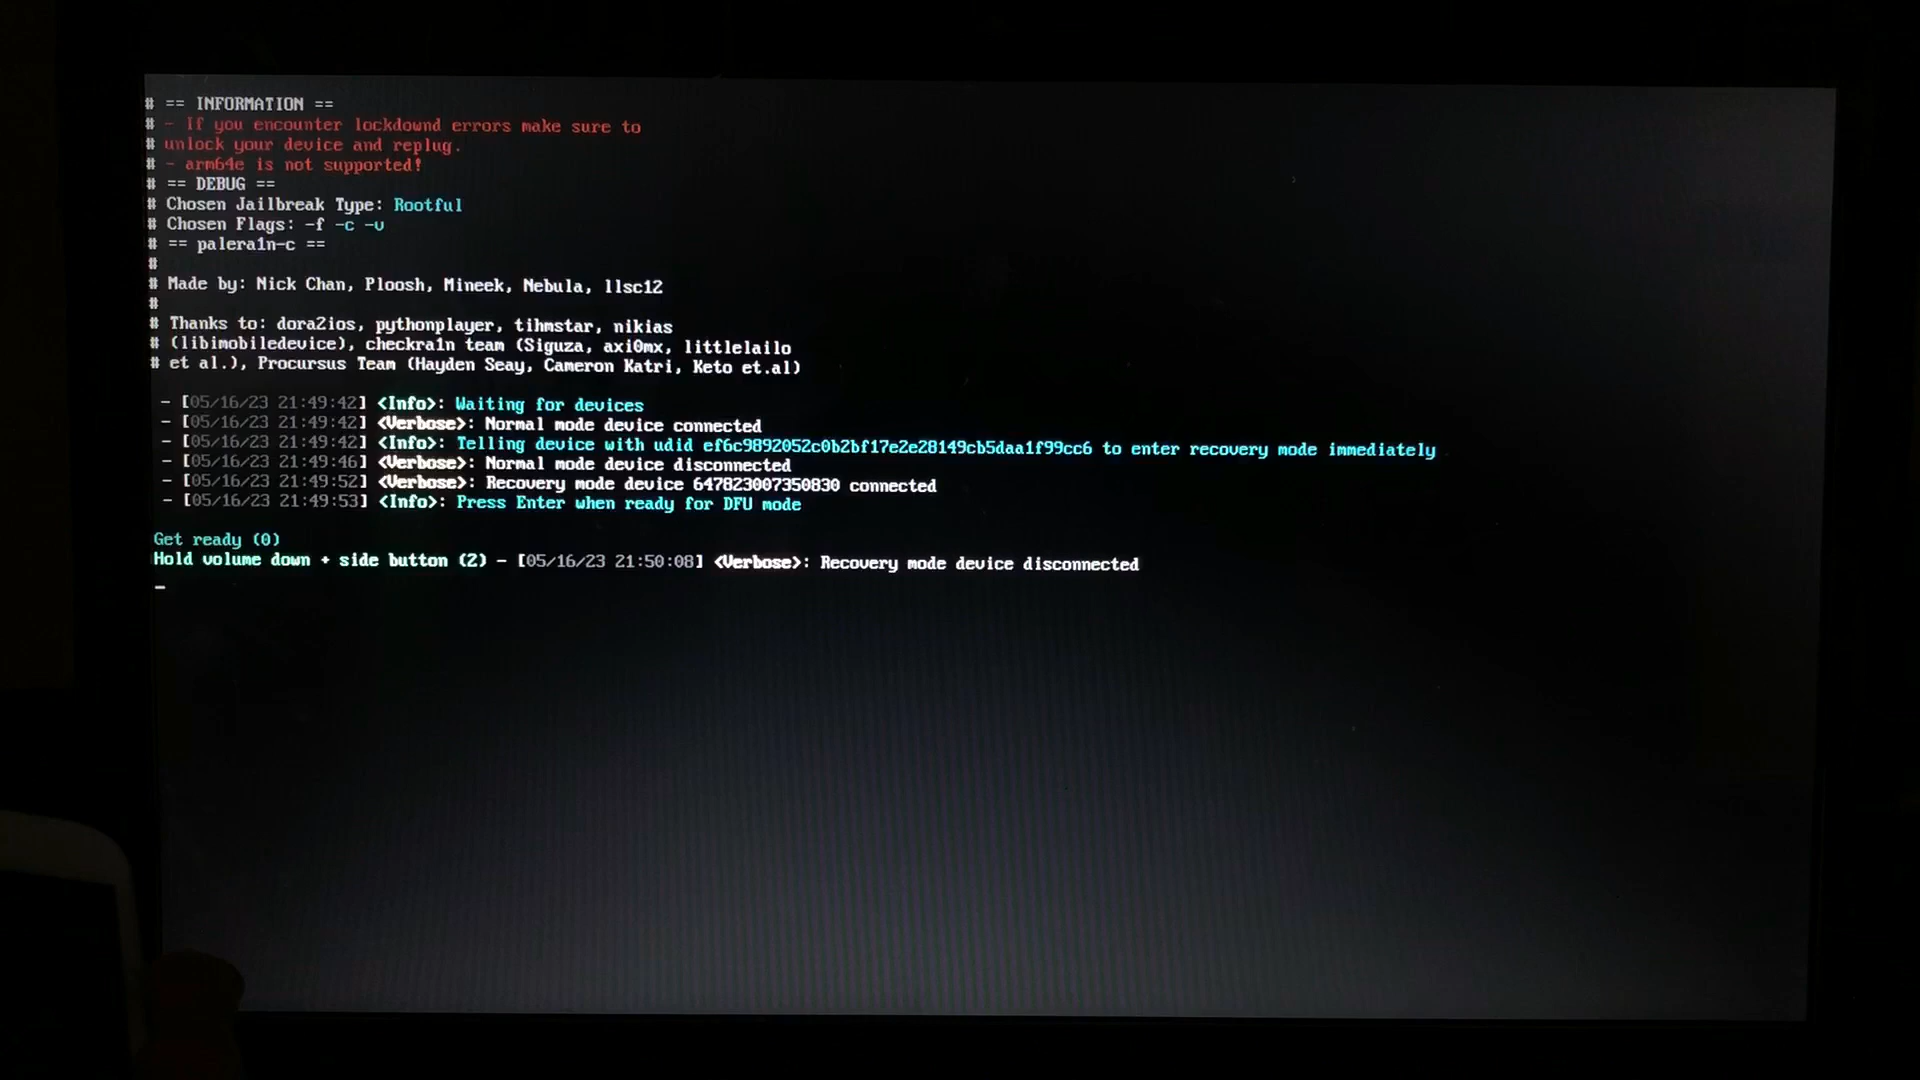 # == INFORMATION ==
# - If you encounter lockdownd errors make sure to
# unlock your device and replug.
# - arm64e is not supported!
# == DEBUG ==
# Chosen Jailbreak Type: Rootful
# Chosen Flags: -f -c -v
# == palera1n-c ==
#
# Made by: Nick Chan, Ploosh, Mineek, Nebula, llsc12
#
# Thanks to: dora2ios, pythonplayer, tihmstar, nikias
# (libimobiledevice), checkra1n team (Siguza, axi0mx, littlelailo
# et al.), Procursus Team (Hayden Seay, Cameron Katri, Keto et.al)
- [05/16/23 21:49:42] <Info>: Waiting for devices
- [05/16/23 21:49:42] <Verbose>: Normal mode device connected
- [05/16/23 21:49:42] <Info>: Telling device with udid ef6c9892052c0b2bf17e2e28149cb5daa1f99cc6 to enter recovery mode immediately
- [05/16/23 21:49:46] <Verbose>: Normal mode device disconnected
- [05/16/23 21:49:52] <Verbose>: Recovery mode device 647823007350830 connected
- [05/16/23 21:49:53] <Info>: Press Enter when ready for DFU mode
Get ready (0)
Hold volume down + side button (2) - [05/16/23 21:50:08] <Verbose>: Recovery mode device disconnected